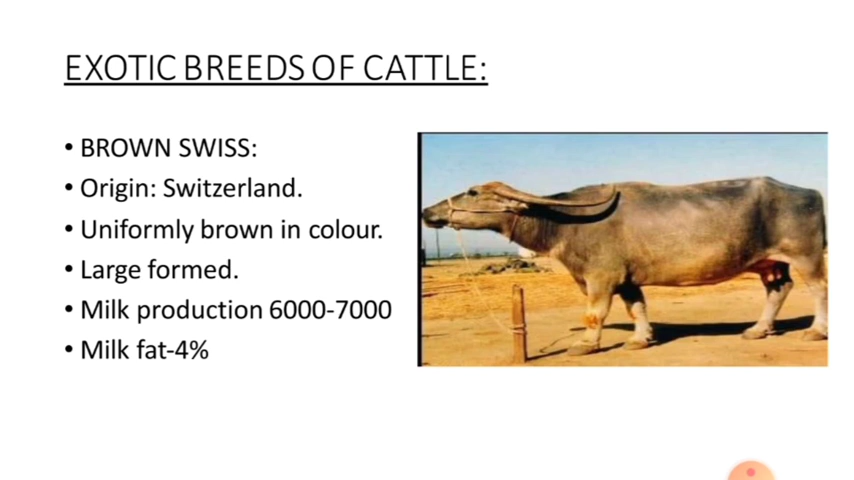 EXOTIC BREEDS OF CATTLE:
• BROWN SWISS:
• Origin: Switzerland.
• Uniformly brown in colour.
• Large formed.
• Milk production 6000-7000
• Milk fat-4%